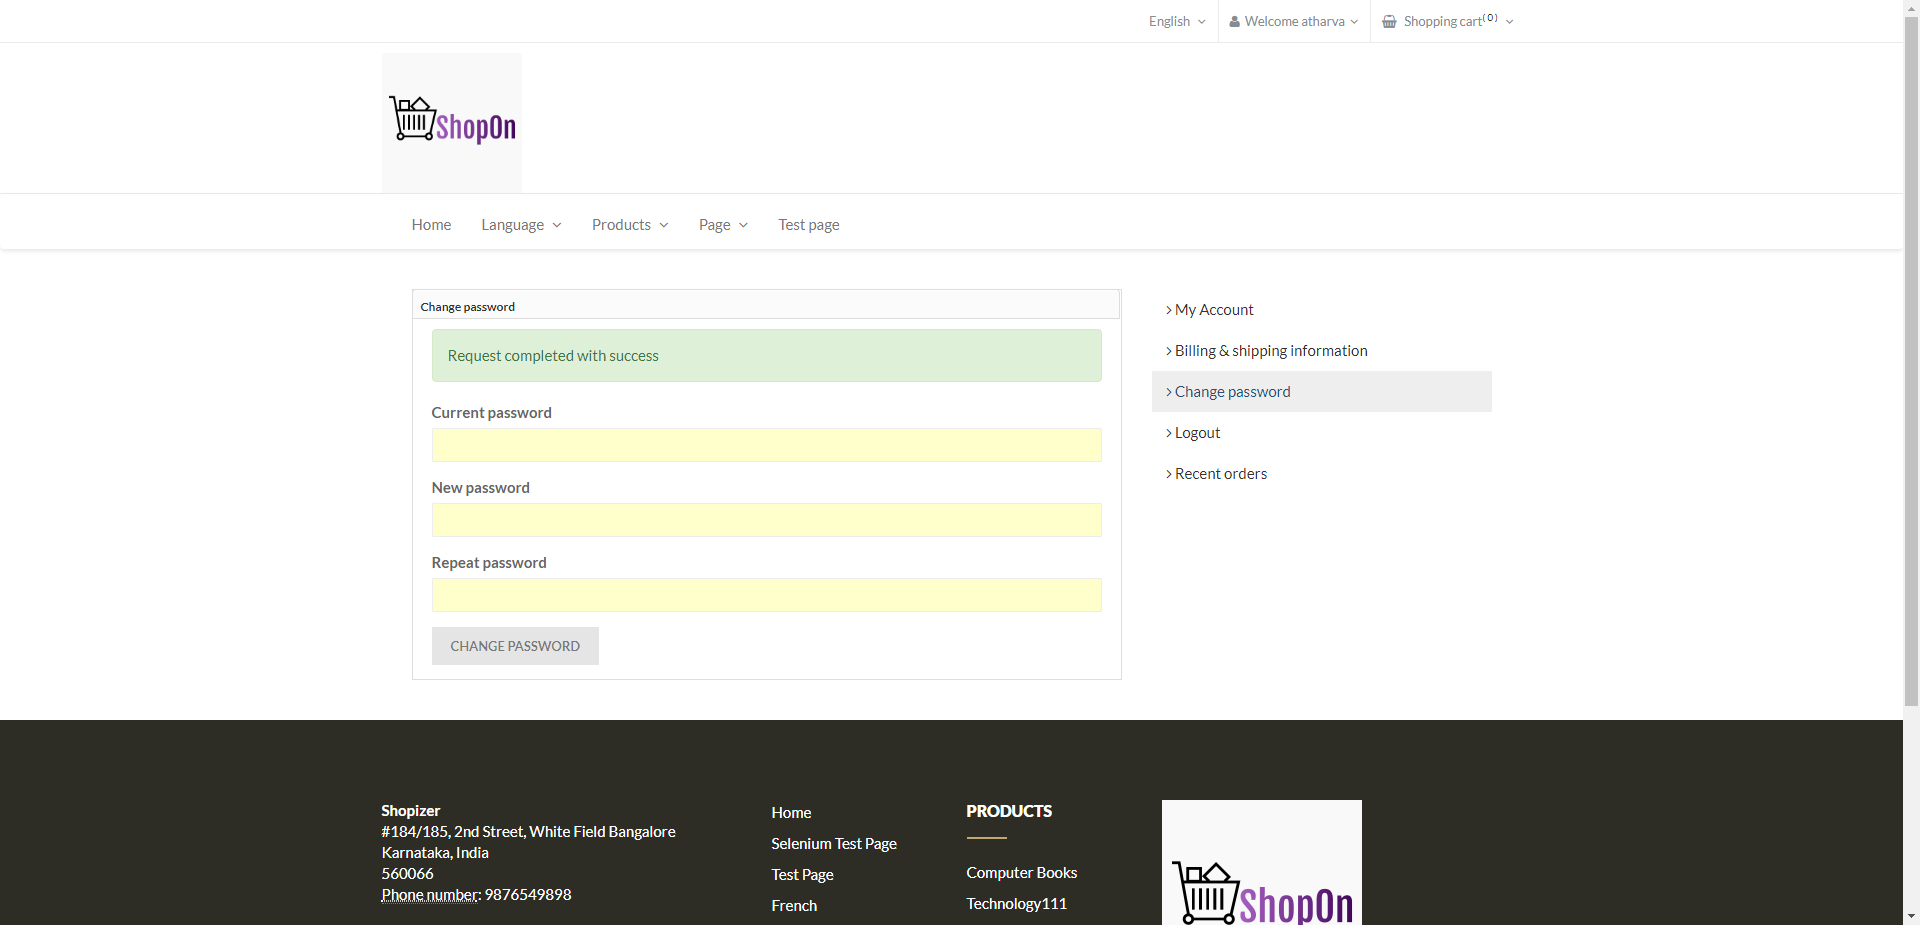 English
Welcome atharva
Shopping cart(0)
ShopOn
Home
Language
Products
Page
Test page
Change password
Request completed with success
Current password
New password
Repeat password
CHANGE PASSWORD
My Account
Billing & shipping information
Change password
Logout
Recent orders
Shopizer
#184/185, 2nd Street, White Field Bangalore
Karnataka, India
560066
Phone number: 9876549898
Home
Selenium Test Page
Test Page
French
PRODUCTS
Computer Books
Technology111
ShopOn